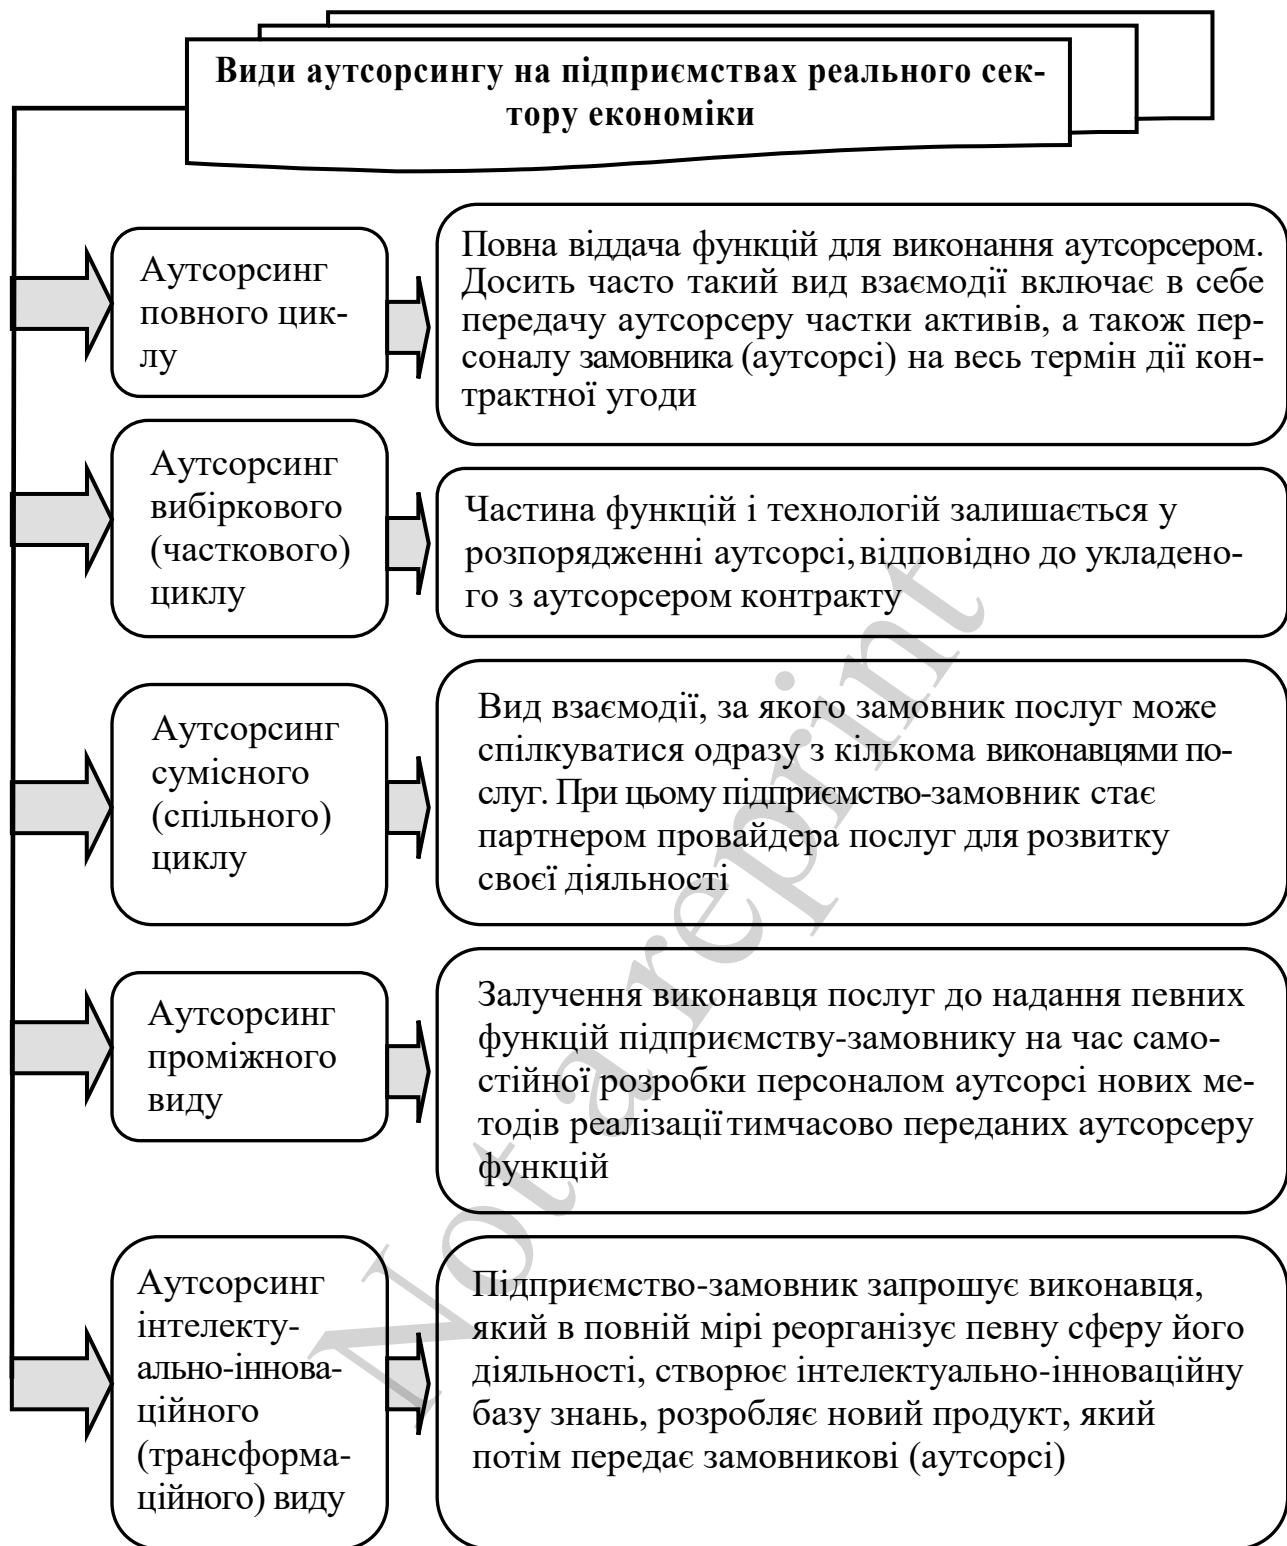 Види аутсорсингу на підприємствах реального сек-
тору економіки
Аутсорсинг
повного цик-
лу
Повна віддача функцій для виконання аутсорсером.
Досить часто такий вид взаємодії включає в себе
передачу аутсорсеру частки активів, а також пер-
соналу замовника (аутсорсі) на весь термін дії кон-
трактної угоди
Аутсорсинг
вибіркового
(часткового)
циклу
Частина функцій і технологій залишається у
розпорядженні аутсорсі, відповідно до укладено-
го з аутсорсером контракту
Аутсорсинг
сумісного
(спільного)
циклу
Вид взаємодії, за якого замовник послуг може
спілкуватися одразу з кількома виконавцями по-
слуг. При цьому підприємство-замовник стає
партнером провайдера послуг для розвитку
своєї діяльності
Аутсорсинг
проміжного
виду
Залучення виконавця послуг до надання певних
функцій підприємству-замовнику на час само-
стійної розробки персоналом аутсорсі нових ме-
тодів реалізації тимчасово переданих аутсорсеру
функцій
Аутсорсинг
інтелекту-
ально-іннова-
ційного
(трансформа-
ційного) виду
Підприємство-замовник запрошує виконавця,
який в повній мірі реорганізує певну сферу його
діяльності, створює інтелектуально-інноваційну
базу знань, розробляє новий продукт, який
потім передає замовникові (аутсорсі)
Not a reprint